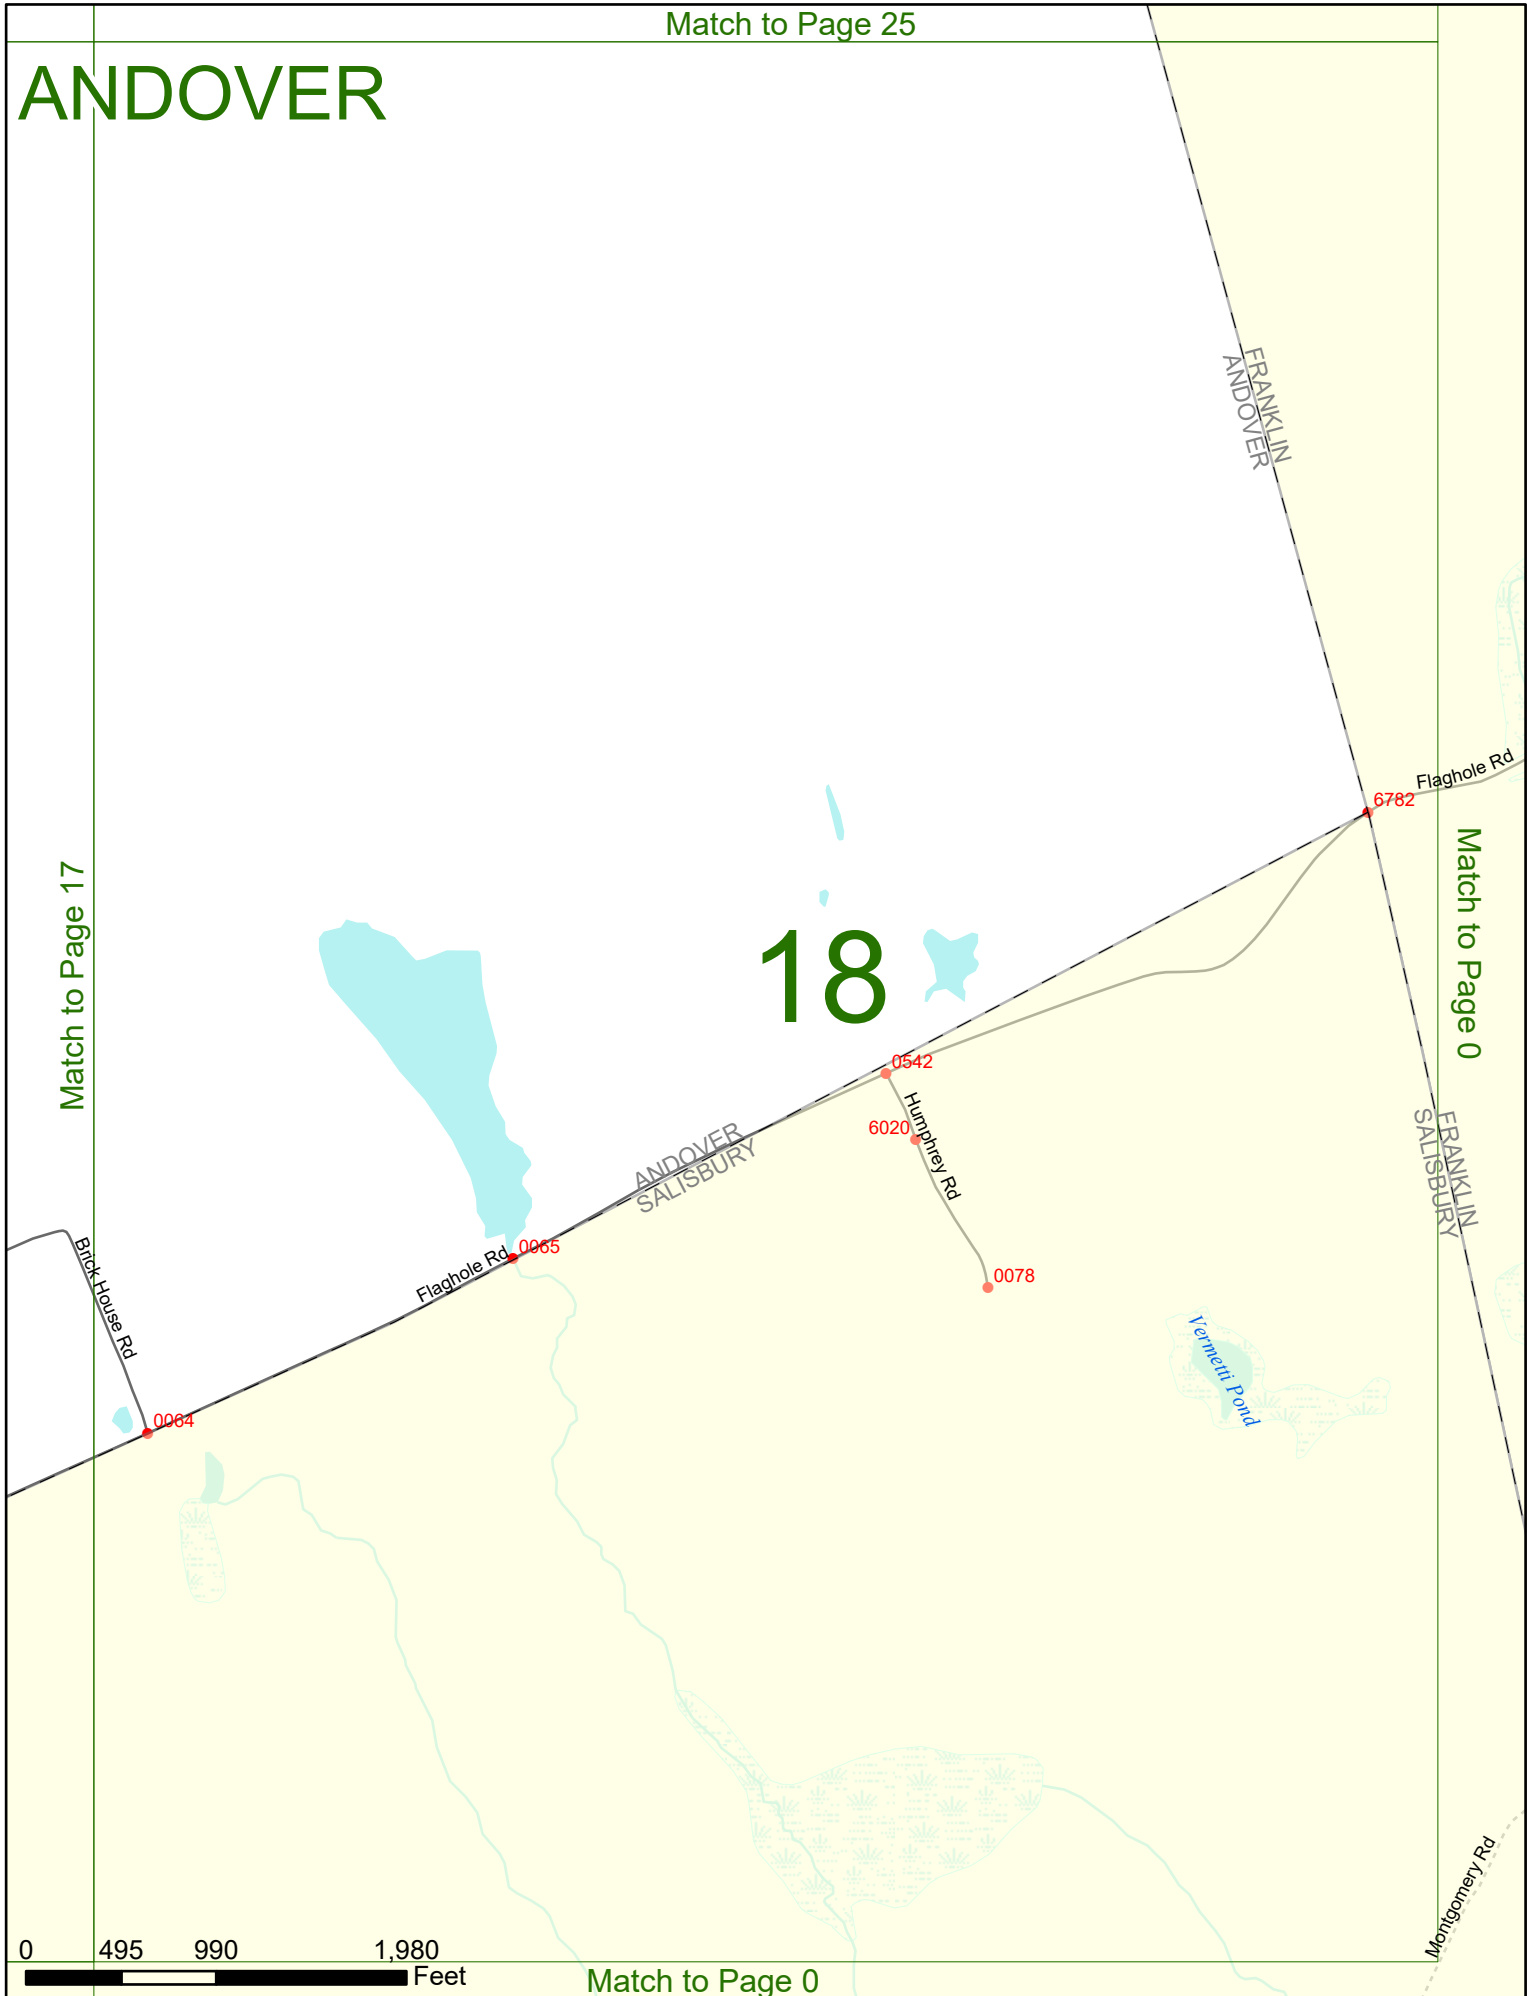 Match to Page 25
ANDOVER
FRANKLIN
ANDOVER
Flaghole Rd
6782
Match to Page 17
Match to Page 0
18
0542
Humphrey Rd
6020
ANDOVER
SALISBURY
FRANKLIN
SALISBURY
Brick House Rd
Flaghole Rd
0065
0078
Vermetti Pond
0064
Montgomery Rd
0 495 990 1,980
Feet
Match to Page 0